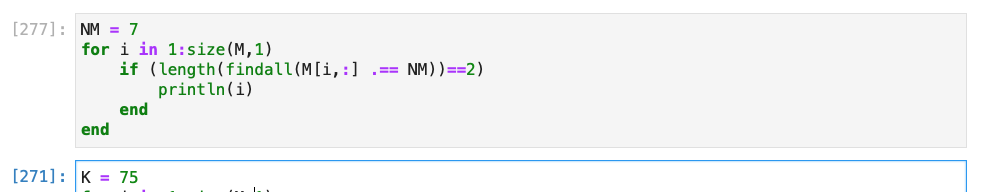 [277]: NM = 7
for i in 1:size(M,1)
    if (length(findall(M[i,:] .== NM))==2)
        println(i)
    end
end
[271]: K = 75